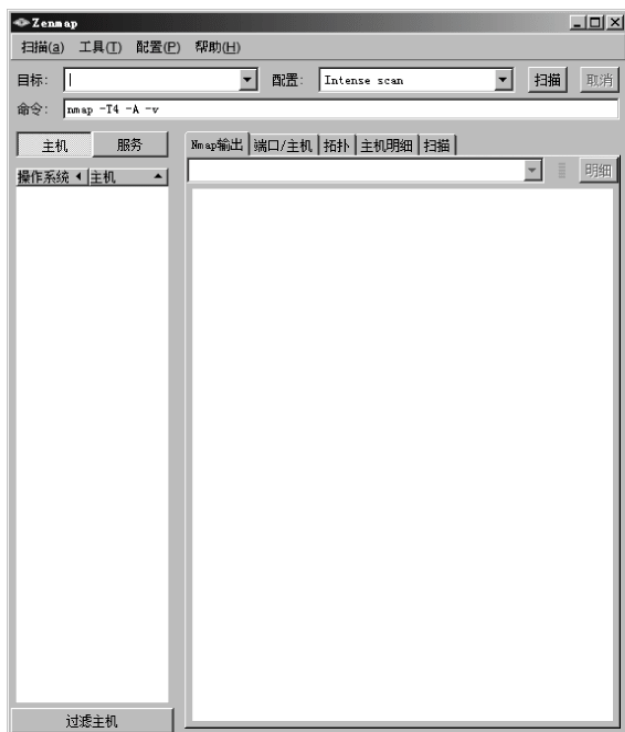 Zenmap
扫描(a) 工具(T) 配置(P) 帮助(H)
目标: 配置: Intense scan 扫描 取消
命令: nmap -T4 -A -v
主机 服务 Nmap输出 端口/主机 拓扑 主机明细 扫描
操作系统 主机 明细
过滤主机